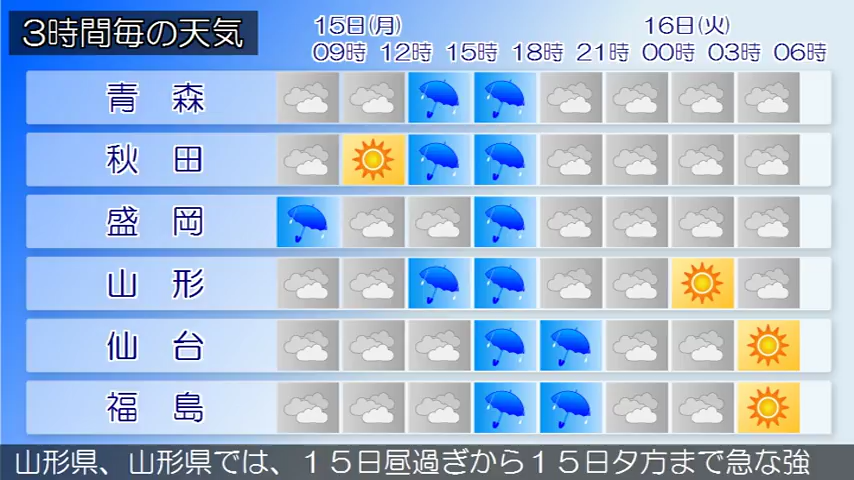 3時間毎の天気
15日(月) 16日(火)
09時 12時 15時 18時 21時 00時 03時 06時
青森
秋田
盛岡
山形
仙台
福島
山形県、山形県では、１５日昼過ぎから１５日夕方まで急な強